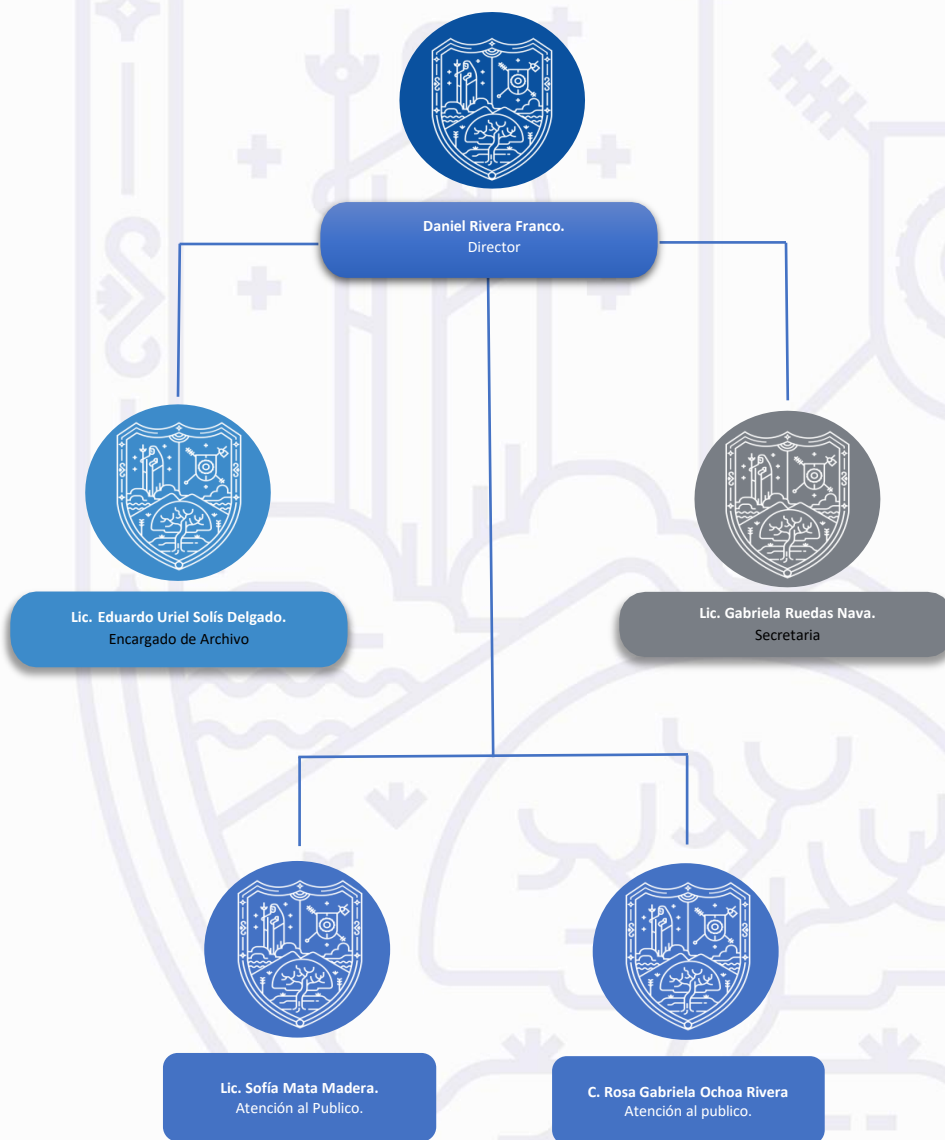 Daniel Rivera Franco.
Director
Lic. Eduardo Uriel Solís Delgado.
Encargado de Archivo
Lic. Gabriela Ruedas Nava.
Secretaria
Lic. Sofía Mata Madera.
Atención al Publico.
C. Rosa Gabriela Ochoa Rivera
Atención al publico.